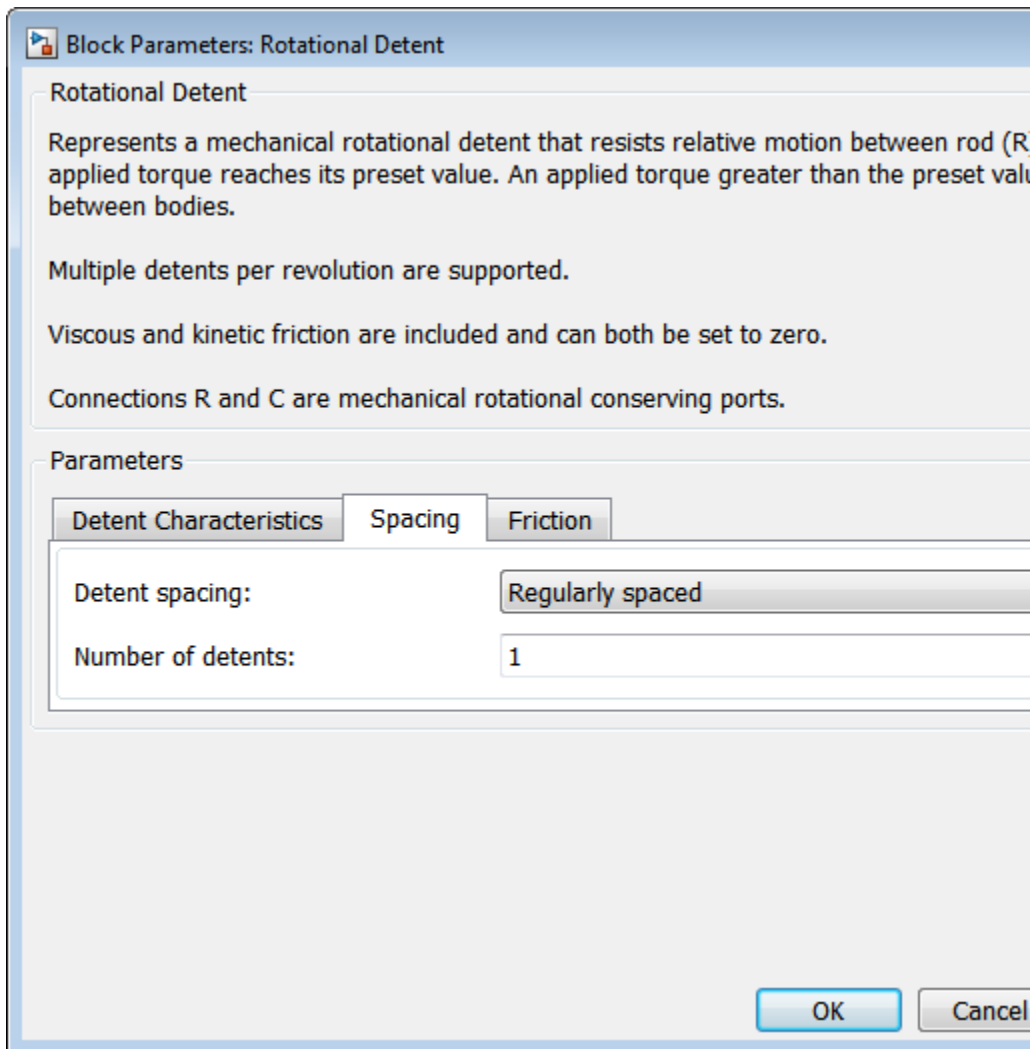 Block Parameters: Rotational Detent
Rotational Detent
Represents a mechanical rotational detent that resists relative motion between rod (R)
applied torque reaches its preset value. An applied torque greater than the preset
between bodies.
Multiple detents per revolution are supported.
Viscous and kinetic friction are included and can both be set to zero.
Connections R and C are mechanical rotational conserving ports.
Parameters
Detent Characteristics Spacing Friction
Detent spacing: Regularly spaced
Number of detents: 1
OK Cancel